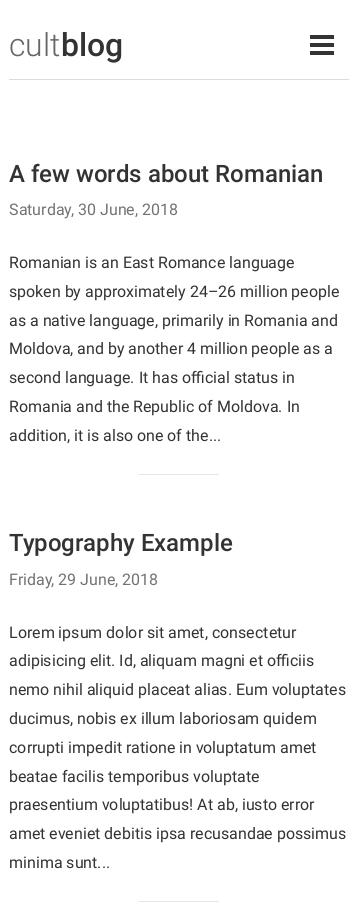 cultblog
A few words about Romanian
Saturday, 30 June, 2018
Romanian is an East Romance language
spoken by approximately 24–26 million people
as a native language, primarily in Romania and
Moldova, and by another 4 million people as a
second language. It has official status in
Romania and the Republic of Moldova. In
addition, it is also one of the...
Typography Example
Friday, 29 June, 2018
Lorem ipsum dolor sit amet, consectetur
adipisicing elit. Id, aliquam magni et officiis
nemo nihil aliquid placeat alias. Eum voluptates
ducimus, nobis ex illum laboriosam quidem
corrupti impedit ratione in voluptatum amet
beatae facilis temporibus voluptate
praesentium voluptatibus! At ab, iusto error
amet eveniet debitis ipsa recusandae possimus
minima sunt...